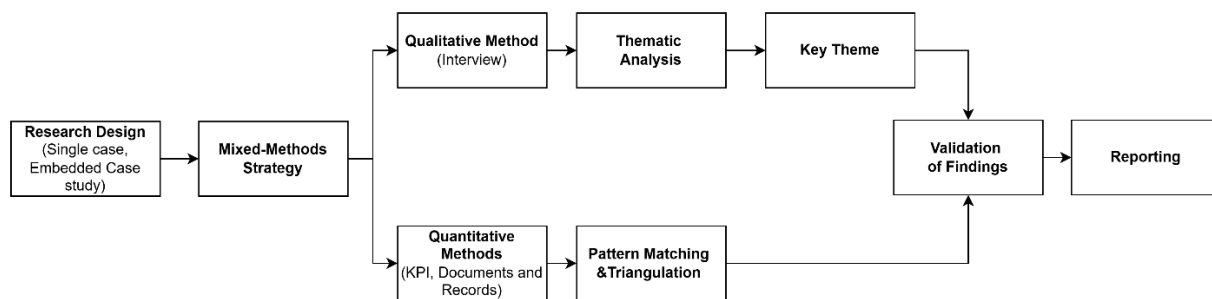 Research Design
(Single case,
Embedded Case
study)
Mixed-Methods
Strategy
Qualitative Method
(Interview)
Thematic
Analysis
Key Theme
Quantitative
Methods
(KPI, Documents and
Records)
Pattern Matching
&Triangulation
Validation
of Findings
Reporting